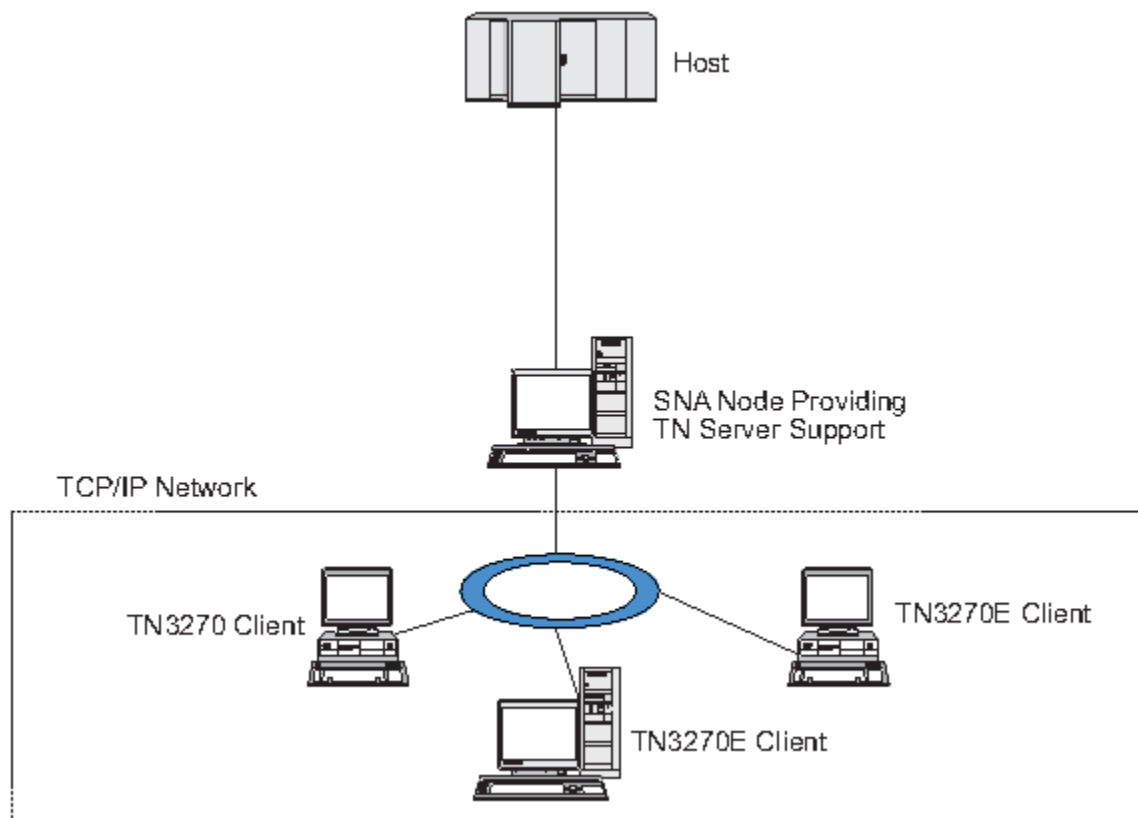 Host
SNA Node Providing
TN Server Support
TCP/IP Network
TN3270 Client
TN3270E Client
TN3270E Client